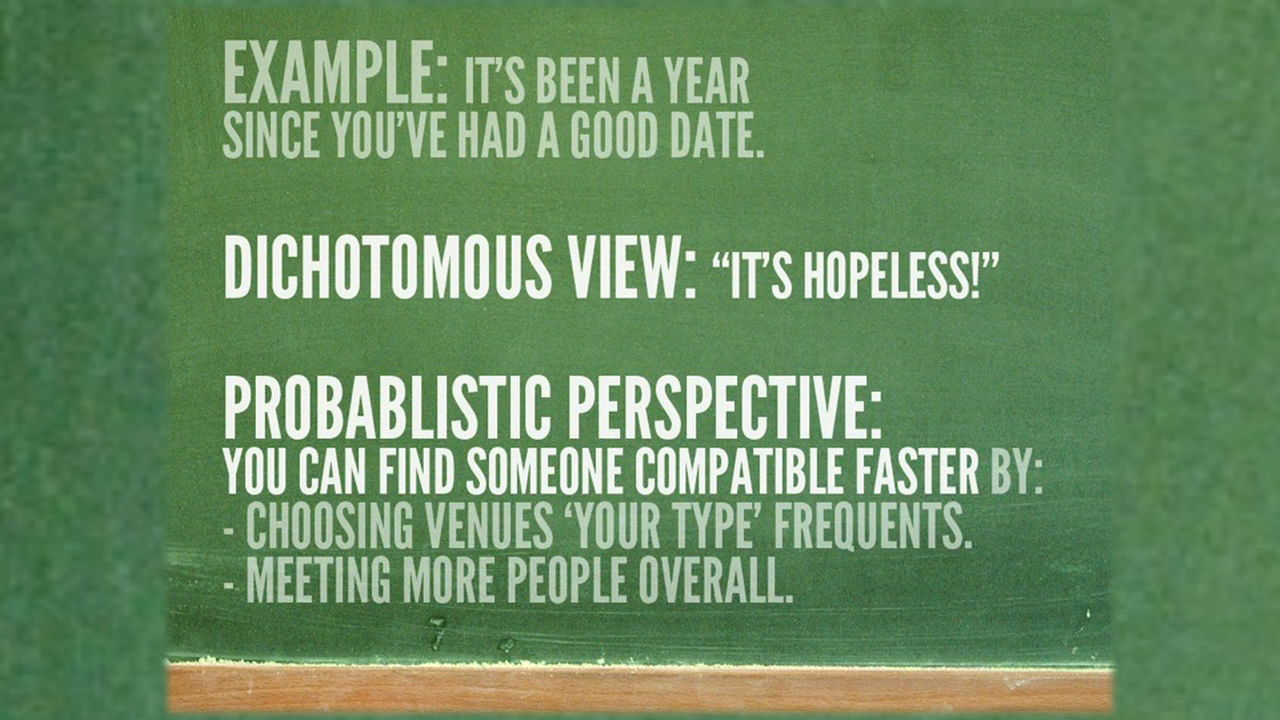 EXAMPLE: IT'S BEEN A YEAR
SINCE YOU'VE HAD A GOOD DATE.
DICHOTOMOUS VIEW: “IT'S HOPELESS!”
PROBABLISTIC PERSPECTIVE:
YOU CAN FIND SOMEONE COMPATIBLE FASTER BY:
- CHOOSING VENUES ‘YOUR TYPE’ FREQUENTS.
- MEETING MORE PEOPLE OVERALL.